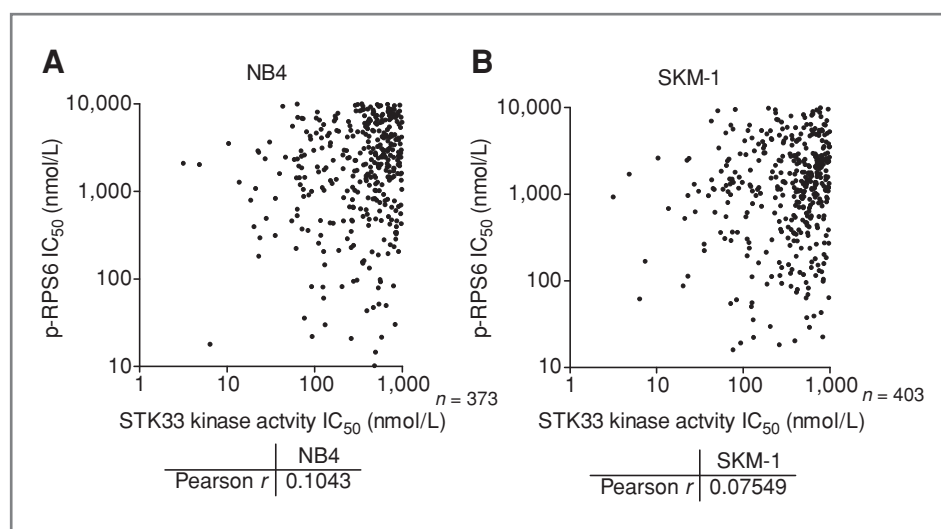 A
NB4
10,000
1,000
100
10
p-RPS6 IC50 (nmol/L)
1 10 100 1,000
n = 373
STK33 kinase actvity IC50 (nmol/L)
NB4
Pearson r 0.1043
B
SKM-1
10,000
1,000
100
10
p-RPS6 IC50 (nmol/L)
1 10 100 1,000
n = 403
STK33 kinase actvity IC50 (nmol/L)
SKM-1
Pearson r 0.07549